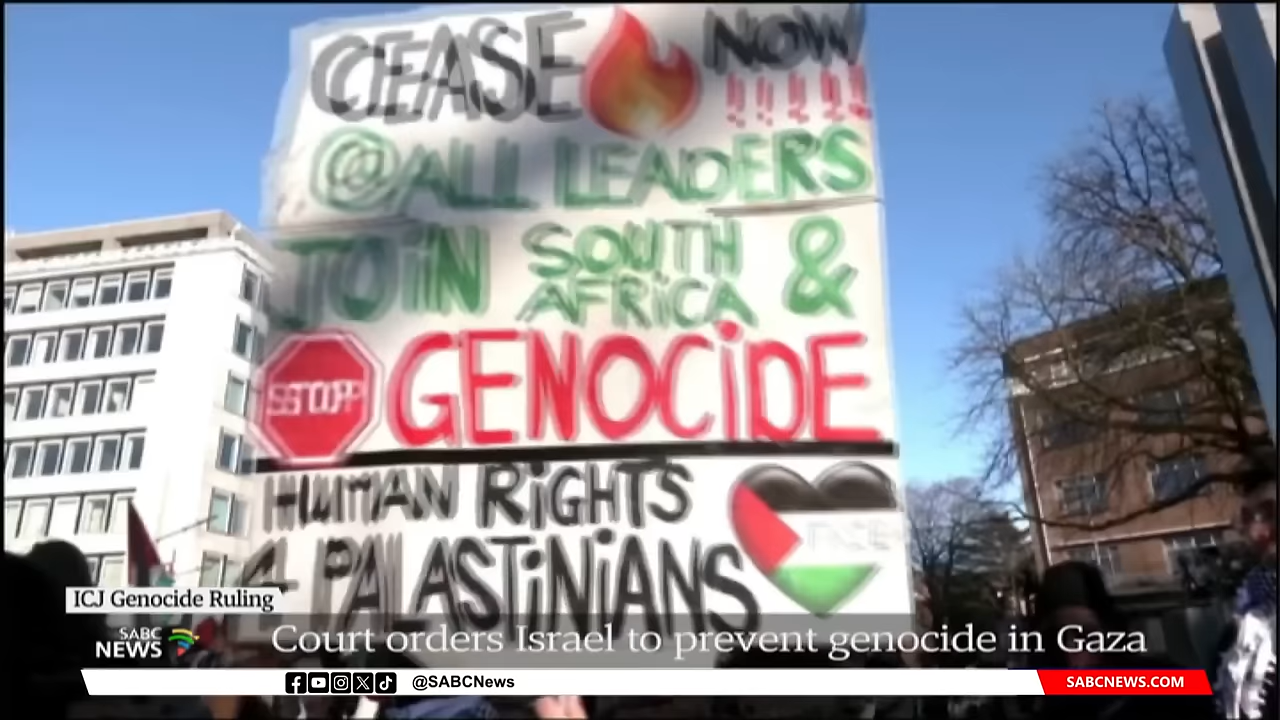 CEASE NOW
!! !! !! !! !!
@ALL LEADERS
JOIN SOUTH AFRICA &
STOP GENOCIDE
HUMAN RIGHTS
4 PALASTINIANS
ICJ Genocide Ruling
SABC NEWS
Court orders Israel to prevent genocide in Gaza
@SABCNews
SABCNEWS.COM